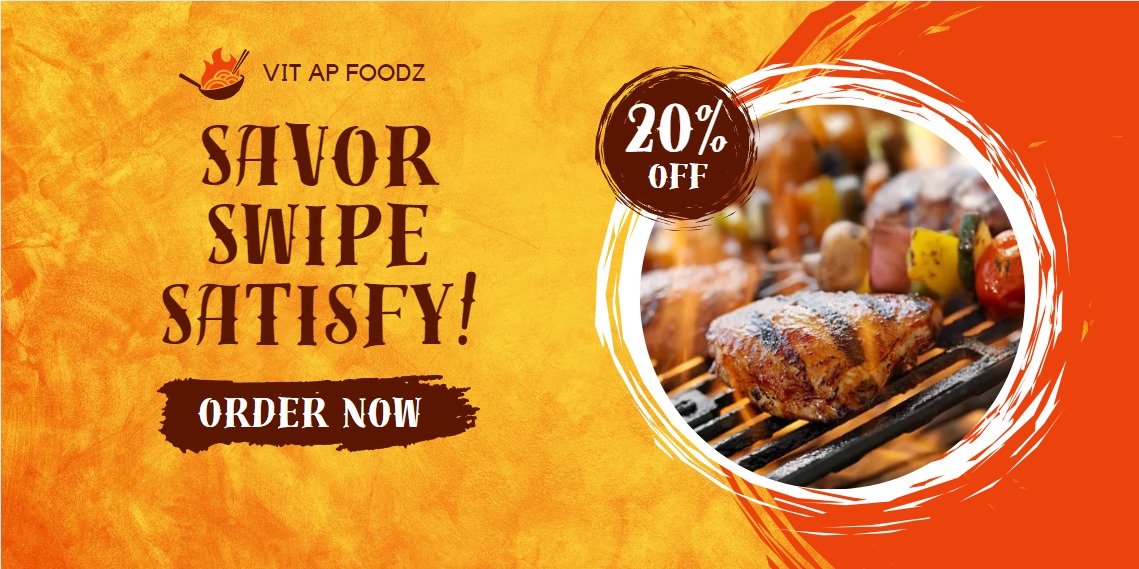 VIT AP FOODZ
SAVOR
SWIPE
SATISFY!
ORDER NOW
20%
OFF